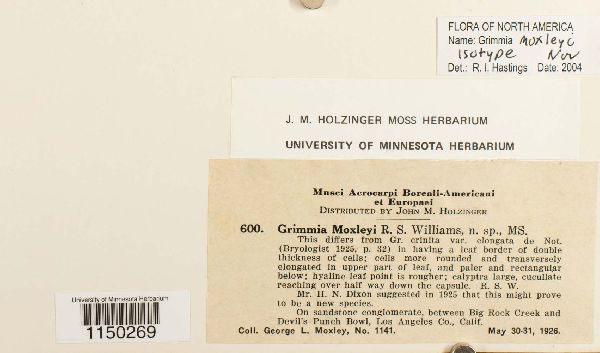 FLORA OF NORTH AMERICA
Name: Grimmia moxleyi
Isotype Nov
Det.: R. I. Hastings Date: 2004
J. M. HOLZINGER MOSS HERBARIUM
UNIVERSITY OF MINNESOTA HERBARIUM
Musci Acrocarpi Boreali-Americani
et Europaei
DISTRIBUTED BY JOHN M. HOLZINGER
600. Grimmia Moxleyi R. S. Williams, n. sp., MS.
This differs from Gr. crinita var. elongata de Not.
(Bryologist 1925, p. 32) in having a leaf border of double
thickness of cells; cells more rounded and transversely
elongated in upper part of leaf, and paler and rectangular
below; hyaline leaf point is rougher; calyptra large, cucullate
reaching over half way down the capsule. R. S. W.
Mr. H. N. Dixon suggested in 1925 that this might prove
to be a new species.
On sandstone conglomerate, between Big Rock Creek and
Devil's Punch Bowl, Los Angeles Co., Calif.
Coll. George L. Moxley, No. 1141. May 30-31, 1926.
University of Minnesota Herbarium
1150269